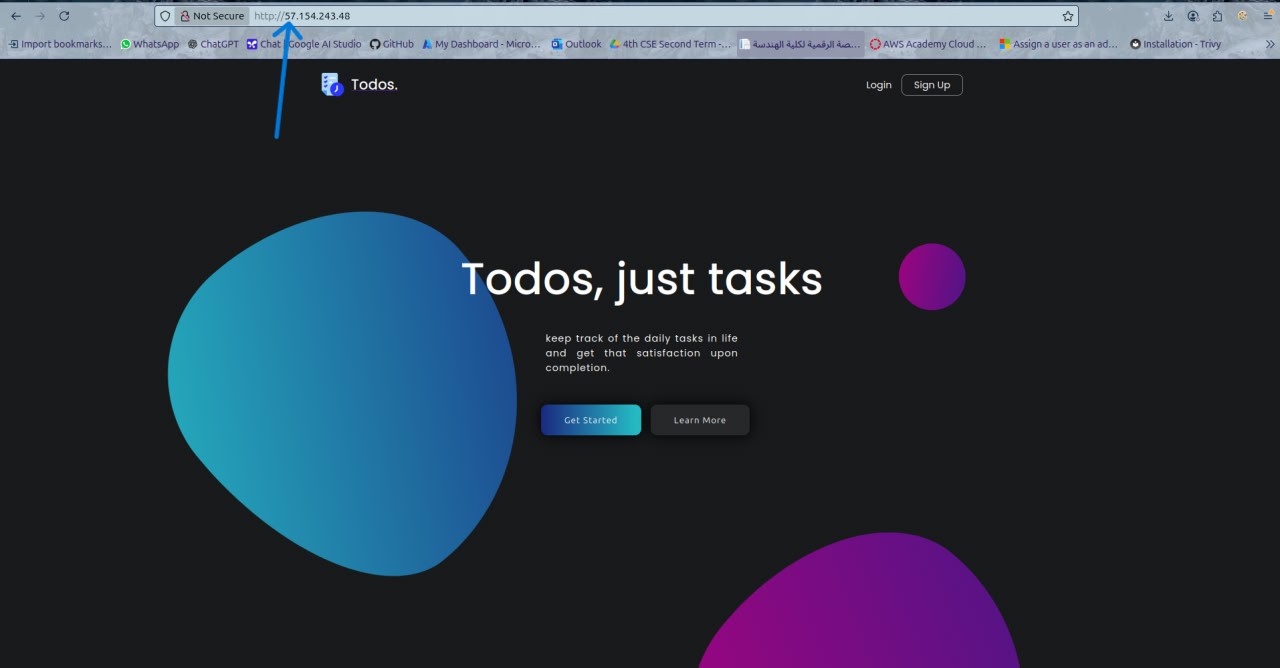 Not Secure http://57.154.243.48
Import bookmarks... WhatsApp ChatGPT Chat Google AI Studio GitHub My Dashboard - Micro... Outlook 4th CSE Second Term -... ...صة الرقمية لكلية الهندسة AWS Academy Cloud ... Assign a user as an ad... Installation - Trivy
Todos. Login Sign Up
Todos, just tasks
keep track of the daily tasks in life
and get that satisfaction upon
completion.
Get Started Learn More